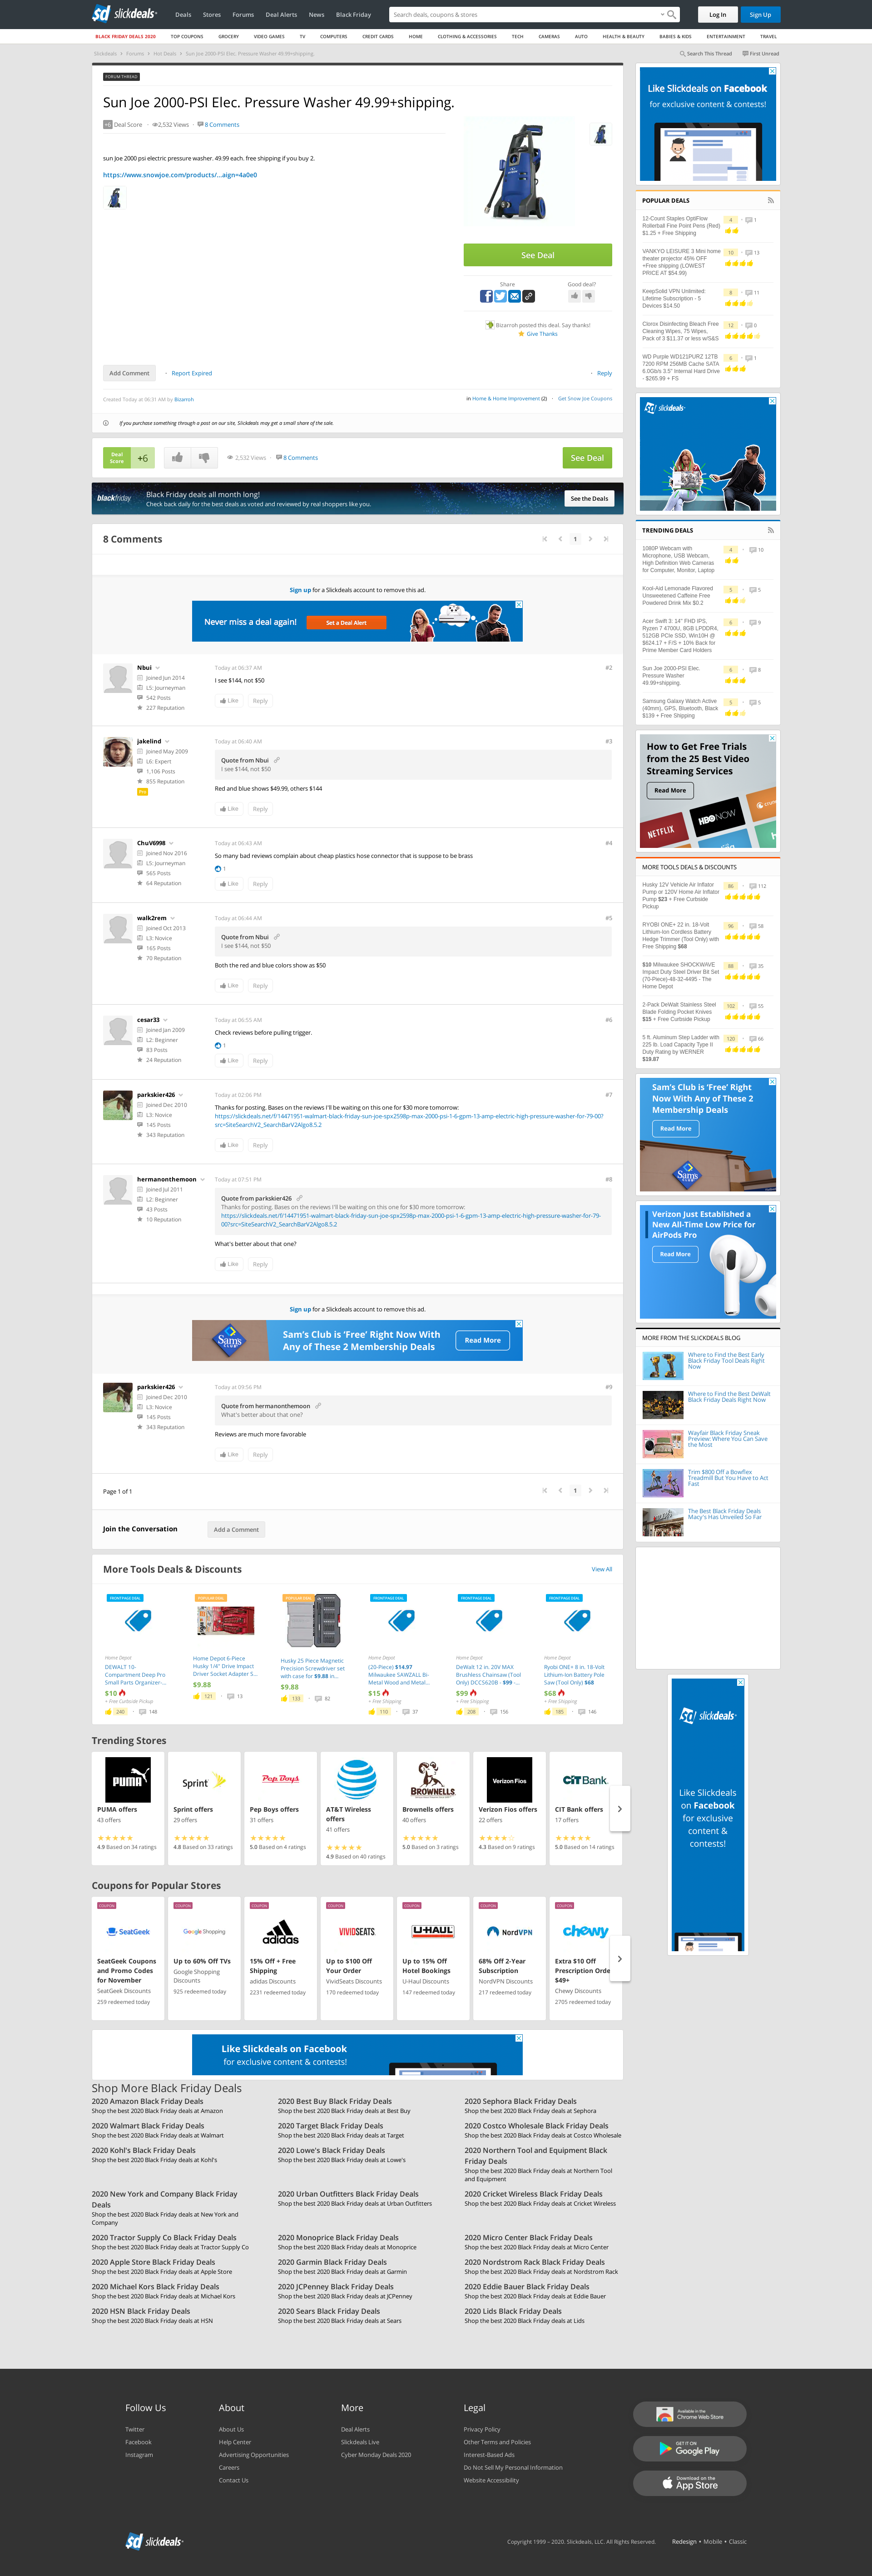 slickdeals
Deals
Stores
Forums
Deal Alerts
News
Black Friday
Search deals, coupons & stores
Log In
Sign Up
BLACK FRIDAY DEALS 2020
TOP COUPONS
GROCERY
VIDEO GAMES
TV
COMPUTERS
CREDIT CARDS
HOME
CLOTHING & ACCESSORIES
TECH
CAMERAS
AUTO
HEALTH & BEAUTY
BABIES & KIDS
ENTERTAINMENT
TRAVEL
Slickdeals > Forums > Hot Deals > Sun Joe 2000-PSI Elec. Pressure Washer 49.99+shipping.
Search This Thread
First Unread
FORUM THREAD
Sun Joe 2000-PSI Elec. Pressure Washer 49.99+shipping.
+6 Deal Score
2,532 Views
8 Comments
sun Joe 2000 psi electric pressure washer. 49.99 each. free shipping if you buy 2.
https://www.snowjoe.com/products/...aign=4a0e0
See Deal
Share
Good deal?
Bizarroh posted this deal. Say thanks!
Give Thanks
Add Comment
Report Expired
Reply
Created Today at 06:31 AM by Bizarroh
in Home & Home Improvement (2)
Get Snow Joe Coupons
If you purchase something through a post on our site, Slickdeals may get a small share of the sale.
Deal
Score
+6
2,532 Views
8 Comments
See Deal
blackfriday
Black Friday deals all month long!
Check back daily for the best deals as voted and reviewed by real shoppers like you.
See the Deals
8 Comments
1
Sign up for a Slickdeals account to remove this ad.
Never miss a deal again!
Set a Deal Alert
Nbui
Joined Jun 2014
L5: Journeyman
542 Posts
227 Reputation
Today at 06:37 AM
#2
I see $144, not $50
Like
Reply
jakelind
Joined May 2009
L6: Expert
1,106 Posts
855 Reputation
Pro
Today at 06:40 AM
#3
Quote from Nbui
I see $144, not $50
Red and blue shows $49.99, others $144
Like
Reply
ChuV6998
Joined Nov 2016
L5: Journeyman
565 Posts
64 Reputation
Today at 06:43 AM
#4
So many bad reviews complain about cheap plastics hose connector that is suppose to be brass
1
Like
Reply
walk2rem
Joined Oct 2013
L3: Novice
165 Posts
70 Reputation
Today at 06:44 AM
#5
Quote from Nbui
I see $144, not $50
Both the red and blue colors show as $50
Like
Reply
cesar33
Joined Jan 2009
L2: Beginner
83 Posts
24 Reputation
Today at 06:55 AM
#6
Check reviews before pulling trigger.
1
Like
Reply
parkskier426
Joined Dec 2010
L3: Novice
145 Posts
343 Reputation
Today at 02:06 PM
#7
Thanks for posting. Bases on the reviews I'll be waiting on this one for $30 more tomorrow:
https://slickdeals.net/f/14471951-walmart-black-friday-sun-joe-spx2598p-max-2000-psi-1-6-gpm-13-amp-electric-high-pressure-washer-for-79-00?
src=SiteSearchV2_SearchBarV2Algo8.5.2
Like
Reply
hermanonthemoon
Joined Jul 2011
L2: Beginner
43 Posts
10 Reputation
Today at 07:51 PM
#8
Quote from parkskier426
Thanks for posting. Bases on the reviews I'll be waiting on this one for $30 more tomorrow:
https://slickdeals.net/f/14471951-walmart-black-friday-sun-joe-spx2598p-max-2000-psi-1-6-gpm-13-amp-electric-high-pressure-washer-for-79-
00?src=SiteSearchV2_SearchBarV2Algo8.5.2
What's better about that one?
Like
Reply
Sign up for a Slickdeals account to remove this ad.
Sam's Club is 'Free' Right Now With
Any of These 2 Membership Deals
Read More
parkskier426
Joined Dec 2010
L3: Novice
145 Posts
343 Reputation
Today at 09:56 PM
#9
Quote from hermanonthemoon
What's better about that one?
Reviews are much more favorable
Like
Reply
Page 1 of 1
1
Join the Conversation
Add a Comment
More Tools Deals & Discounts
View All
FRONTPAGE DEAL
Home Depot
DEWALT 10-
Compartment Deep Pro
Small Parts Organizer-...
$10
+ Free Curbside Pickup
240
148
POPULAR DEAL
Home Depot 6-Piece
Husky 1/4" Drive Impact
Driver Socket Adapter S...
$9.88
121
13
POPULAR DEAL
Husky 25 Piece Magnetic
Precision Screwdriver set
with case for $9.88 in...
$9.88
133
82
FRONTPAGE DEAL
Home Depot
(20-Piece) $14.97
Milwaukee SAWZALL Bi-
Metal Wood and Metal...
$15
+ Free Shipping
110
37
FRONTPAGE DEAL
Home Depot
DeWalt 12 in. 20V MAX
Brushless Chainsaw (Tool
Only) DCCS620B - $99 -...
$99
+ Free Shipping
208
156
FRONTPAGE DEAL
Home Depot
Ryobi ONE+ 8 in. 18-Volt
Lithium-Ion Battery Pole
Saw (Tool Only) $68
$68
+ Free Shipping
185
146
Trending Stores
PUMA
PUMA offers
43 offers
4.9 Based on 34 ratings
Sprint
Sprint offers
29 offers
4.8 Based on 33 ratings
Pep Boys
Pep Boys offers
31 offers
5.0 Based on 4 ratings
AT&T Wireless
offers
41 offers
4.9 Based on 40 ratings
BROWNELLS
Brownells offers
40 offers
5.0 Based on 3 ratings
Verizon Fios
Verizon Fios offers
22 offers
4.3 Based on 9 ratings
CIT Bank
CIT Bank offers
17 offers
5.0 Based on 14 ratings
Coupons for Popular Stores
COUPON
SeatGeek
SeatGeek Coupons
and Promo Codes
for November
SeatGeek Discounts
259 redeemed today
COUPON
Google Shopping
Up to 60% Off TVs
Google Shopping
Discounts
925 redeemed today
COUPON
adidas
15% Off + Free
Shipping
adidas Discounts
2231 redeemed today
COUPON
VIVIDSEATS
Up to $100 Off
Your Order
VividSeats Discounts
170 redeemed today
COUPON
U-HAUL
Up to 15% Off
Hotel Bookings
U-Haul Discounts
147 redeemed today
COUPON
NordVPN
68% Off 2-Year
Subscription
NordVPN Discounts
217 redeemed today
COUPON
chewy
Extra $10 Off
Prescription Orde
$49+
Chewy Discounts
2705 redeemed today
Like Slickdeals on Facebook
for exclusive content & contests!
Shop More Black Friday Deals
2020 Amazon Black Friday Deals
Shop the best 2020 Black Friday deals at Amazon
2020 Best Buy Black Friday Deals
Shop the best 2020 Black Friday deals at Best Buy
2020 Sephora Black Friday Deals
Shop the best 2020 Black Friday deals at Sephora
2020 Walmart Black Friday Deals
Shop the best 2020 Black Friday deals at Walmart
2020 Target Black Friday Deals
Shop the best 2020 Black Friday deals at Target
2020 Costco Wholesale Black Friday Deals
Shop the best 2020 Black Friday deals at Costco Wholesale
2020 Kohl's Black Friday Deals
Shop the best 2020 Black Friday deals at Kohl's
2020 Lowe's Black Friday Deals
Shop the best 2020 Black Friday deals at Lowe's
2020 Northern Tool and Equipment Black
Friday Deals
Shop the best 2020 Black Friday deals at Northern Tool
and Equipment
2020 New York and Company Black Friday
Deals
Shop the best 2020 Black Friday deals at New York and
Company
2020 Urban Outfitters Black Friday Deals
Shop the best 2020 Black Friday deals at Urban Outfitters
2020 Cricket Wireless Black Friday Deals
Shop the best 2020 Black Friday deals at Cricket Wireless
2020 Tractor Supply Co Black Friday Deals
Shop the best 2020 Black Friday deals at Tractor Supply Co
2020 Monoprice Black Friday Deals
Shop the best 2020 Black Friday deals at Monoprice
2020 Micro Center Black Friday Deals
Shop the best 2020 Black Friday deals at Micro Center
2020 Apple Store Black Friday Deals
Shop the best 2020 Black Friday deals at Apple Store
2020 Garmin Black Friday Deals
Shop the best 2020 Black Friday deals at Garmin
2020 Nordstrom Rack Black Friday Deals
Shop the best 2020 Black Friday deals at Nordstrom Rack
2020 Michael Kors Black Friday Deals
Shop the best 2020 Black Friday deals at Michael Kors
2020 JCPenney Black Friday Deals
Shop the best 2020 Black Friday deals at JCPenney
2020 Eddie Bauer Black Friday Deals
Shop the best 2020 Black Friday deals at Eddie Bauer
2020 HSN Black Friday Deals
Shop the best 2020 Black Friday deals at HSN
2020 Sears Black Friday Deals
Shop the best 2020 Black Friday deals at Sears
2020 Lids Black Friday Deals
Shop the best 2020 Black Friday deals at Lids
Like Slickdeals on Facebook
for exclusive content & contests!
POPULAR DEALS
12-Count Staples OptiFlow
Rollerball Fine Point Pens (Red)
$1.25 + Free Shipping
4
1
VANKYO LEISURE 3 Mini home
theater projector 45% OFF
+Free shipping (LOWEST
PRICE AT $54.99)
10
13
KeepSolid VPN Unlimited:
Lifetime Subscription - 5
Devices $14.50
8
11
Clorox Disinfecting Bleach Free
Cleaning Wipes, 75 Wipes,
Pack of 3 $11.37 or less w/S&S
12
0
WD Purple WD121PURZ 12TB
7200 RPM 256MB Cache SATA
6.0Gb/s 3.5" Internal Hard Drive
- $265.99 + FS
6
1
slickdeals
TRENDING DEALS
1080P Webcam with
Microphone, USB Webcam,
High Definition Web Cameras
for Computer, Monitor, Laptop
4
10
Kool-Aid Lemonade Flavored
Unsweetened Caffeine Free
Powdered Drink Mix $0.2
5
5
Acer Swift 3: 14" FHD IPS,
Ryzen 7 4700U, 8GB LPDDR4,
512GB PCIe SSD, Win10H @
$624.17 + F/S + 10% Back for
Prime Member Card Holders
6
9
Sun Joe 2000-PSI Elec.
Pressure Washer
49.99+shipping.
6
8
Samsung Galaxy Watch Active
(40mm), GPS, Bluetooth, Black
$139 + Free Shipping
5
5
How to Get Free Trials
from the 25 Best Video
Streaming Services
Read More
NETFLIX
HBO NOW
MORE TOOLS DEALS & DISCOUNTS
Husky 12V Vehicle Air Inflator
Pump or 120V Home Air Inflator
Pump $23 + Free Curbside
Pickup
86
112
RYOBI ONE+ 22 in. 18-Volt
Lithium-Ion Cordless Battery
Hedge Trimmer (Tool Only) with
Free Shipping $68
96
58
$10 Milwaukee SHOCKWAVE
Impact Duty Steel Driver Bit Set
(70-Piece)-48-32-4495 - The
Home Depot
88
35
2-Pack DeWalt Stainless Steel
Blade Folding Pocket Knives
$15 + Free Curbside Pickup
102
55
5 ft. Aluminum Step Ladder with
225 lb. Load Capacity Type II
Duty Rating by WERNER
$19.87
120
66
Sam's Club is 'Free' Right
Now With Any of These 2
Membership Deals
Read More
Sam's
Verizon Just Established a
New All-Time Low Price for
AirPods Pro
Read More
MORE FROM THE SLICKDEALS BLOG
Where to Find the Best Early
Black Friday Tool Deals Right
Now
Where to Find the Best DeWalt
Black Friday Deals Right Now
Wayfair Black Friday Sneak
Preview: Where You Can Save
the Most
Trim $800 Off a Bowflex
Treadmill But You Have to Act
Fast
The Best Black Friday Deals
Macy's Has Unveiled So Far
slickdeals
Like Slickdeals
on Facebook
for exclusive
content &
contests!
Follow Us
Twitter
Facebook
Instagram
About
About Us
Help Center
Advertising Opportunities
Careers
Contact Us
More
Deal Alerts
Slickdeals Live
Cyber Monday Deals 2020
Legal
Privacy Policy
Other Terms and Policies
Interest-Based Ads
Do Not Sell My Personal Information
Website Accessibility
Available in the
Chrome Web Store
GET IT ON
Google Play
Download on the
App Store
slickdeals
Copyright 1999 - 2020. Slickdeals, LLC. All Rights Reserved.
Redesign • Mobile • Classic